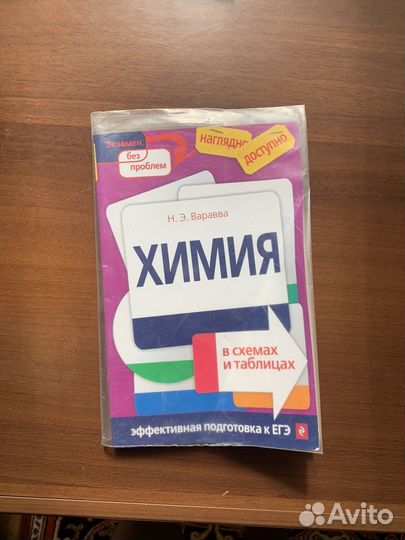 Экзамен
без
проблем
наглядно
доступно
Н. Э. Варавва
ХИМИЯ
в схемах
и таблицах
эффективная подготовка к ЕГЭ
Avito